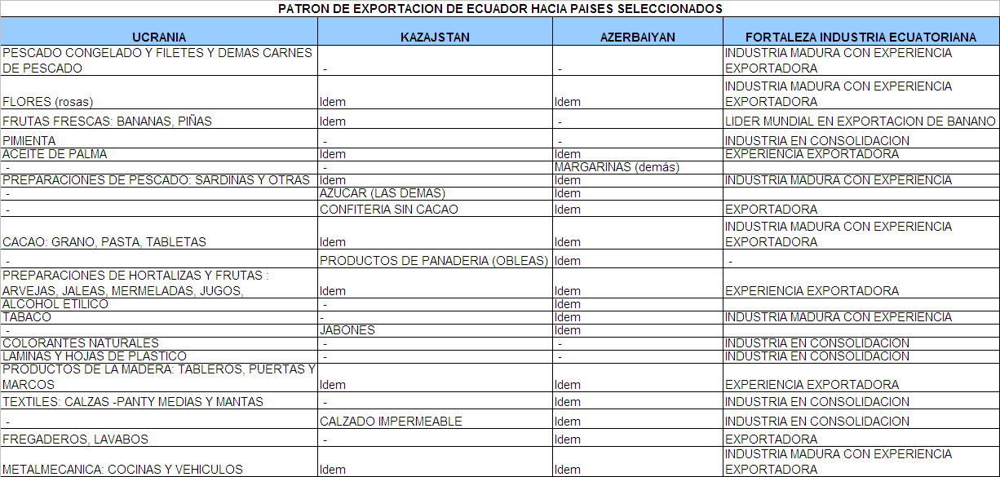 PATRON DE EXPORTACION DE ECUADOR HACIA PAISES SELECCIONADOS
UCRANIA KAZAJSTAN AZERBAIYAN FORTALEZA INDUSTRIA ECUATORIANA
PESCADO CONGELADO Y FILETES Y DEMAS CARNES INDUSTRIA MADURA CON EXPERIENCIA
DE PESCADO - - EXPORTADORA
INDUSTRIA MADURA CON EXPERIENCIA
FLORES (rosas) Idem Idem EXPORTADORA
FRUTAS FRESCAS: BANANAS, PIÑAS Idem - LIDER MUNDIAL EN EXPORTACION DE BANANO
PIMIENTA - - INDUSTRIA EN CONSOLIDACION
ACEITE DE PALMA Idem Idem EXPERIENCIA EXPORTADORA
- - MARGARINAS (demás)
PREPARACIONES DE PESCADO: SARDINAS Y OTRAS Idem Idem INDUSTRIA MADURA CON EXPERIENCIA
- AZUCAR (LAS DEMAS) Idem
- CONFITERIA SIN CACAO Idem EXPORTADORA
INDUSTRIA MADURA CON EXPERIENCIA
CACAO: GRANO, PASTA, TABLETAS Idem Idem EXPORTADORA
- PRODUCTOS DE PANADERIA (OBLEAS) Idem -
PREPARACIONES DE HORTALIZAS Y FRUTAS :
ARVEJAS, JALEAS, MERMELADAS, JUGOS, Idem Idem EXPERIENCIA EXPORTADORA
ALCOHOL ETILICO - Idem
TABACO - Idem INDUSTRIA MADURA CON EXPERIENCIA
- JABONES Idem
COLORANTES NATURALES - - INDUSTRIA EN CONSOLIDACION
LAMINAS Y HOJAS DE PLASTICO - - INDUSTRIA EN CONSOLIDACION
PRODUCTOS DE LA MADERA: TABLEROS, PUERTAS Y
MARCOS Idem Idem EXPERIENCIA EXPORTADORA
TEXTILES: CALZAS -PANTY MEDIAS Y MANTAS - Idem INDUSTRIA EN CONSOLIDACION
- CALZADO IMPERMEABLE Idem INDUSTRIA EN CONSOLIDACION
FREGADEROS, LAVABOS - Idem EXPORTADORA
INDUSTRIA MADURA CON EXPERIENCIA
METALMECANICA: COCINAS Y VEHICULOS Idem Idem EXPORTADORA